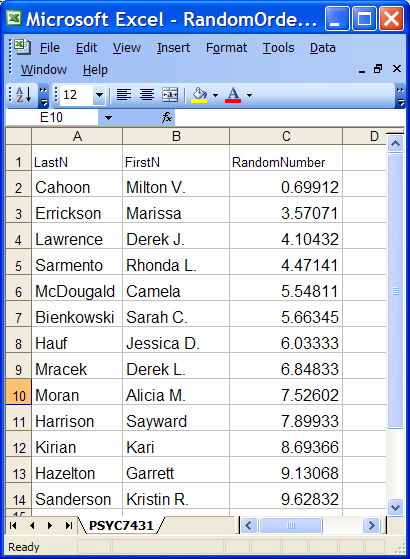 Microsoft Excel - RandomOrde...
File Edit View Insert Format Tools Data
Window Help
12
E10 fx
A B C D
1 LastN FirstN RandomNumber
2 Cahoon Milton V. 0.69912
3 Errickson Marissa 3.57071
4 Lawrence Derek J. 4.10432
5 Sarmento Rhonda L. 4.47141
6 McDougald Camela 5.54811
7 Bienkowski Sarah C. 5.66345
8 Hauf Jessica D. 6.03333
9 Mracek Derek L. 6.84833
10 Moran Alicia M. 7.52602
11 Harrison Sayward 7.89933
12 Kirian Kari 8.69366
13 Hazelton Garrett 9.13068
14 Sanderson Kristin R. 9.62832
PSYC7431
Ready